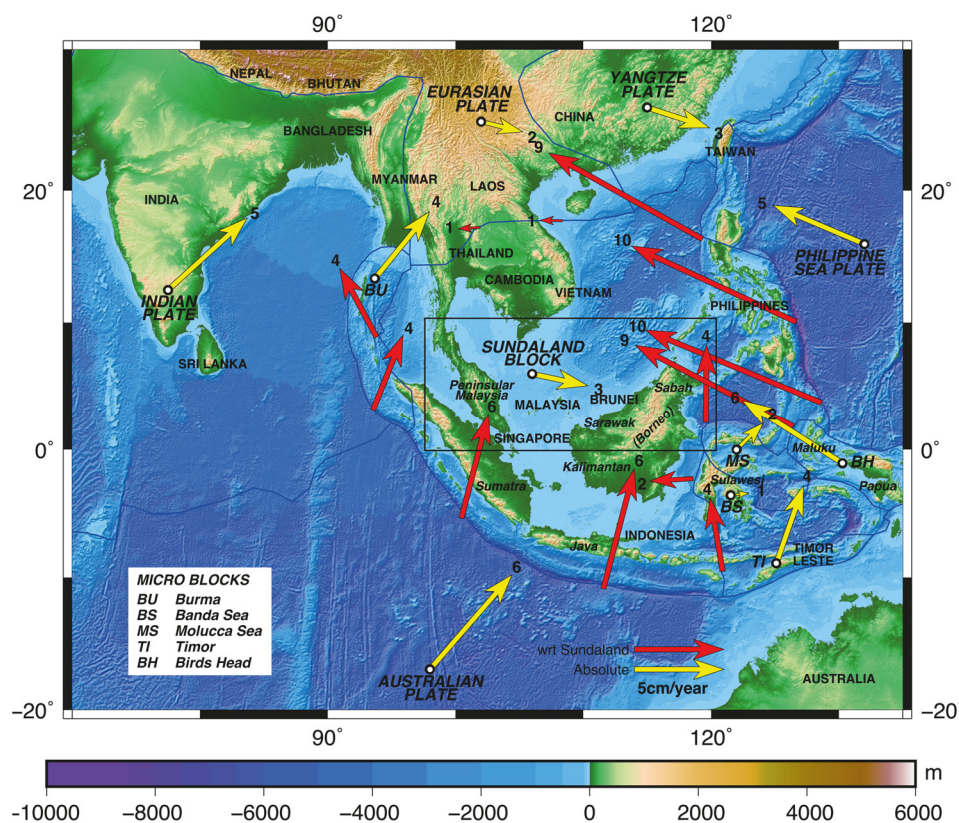 90°
120°
NEPAL
BHUTAN
EURASIAN
PLATE
YANGTZE
PLATE
CHINA
BANGLADESH
2
9
3
TAIWAN
MYANMAR
LAOS
20°
20°
INDIA
5
4
1
1
5
10
THAILAND
PHILIPPINE
SEA PLATE
4
BU
CAMBODIA
VIETNAM
INDIAN
PLATE
PHILIPPINES
4
10
9
4
SRI LANKA
SUNDALAND
BLOCK
Peninsular
Malaysia
3
Sabah
MALAYSIA
BRUNEI
6
6
2
Sarawak
(Borneo)
SINGAPORE
0°
0°
Maluku
MS
BH
Kalimantan
6
2
Sumatra
4
Sulawesi
1
4
Papua
BS
INDONESIA
Java
TI
TIMOR
LESTE
6
MICRO BLOCKS
BU Burma
BS Banda Sea
MS Molucca Sea
TI Timor
BH Birds Head
wrt Sundaland
Absolute
5cm/year
AUSTRALIAN
PLATE
AUSTRALIA
−20°
−20°
90°
120°
m
-10000 −8000 −6000 −4000 −2000 0 2000 4000 6000